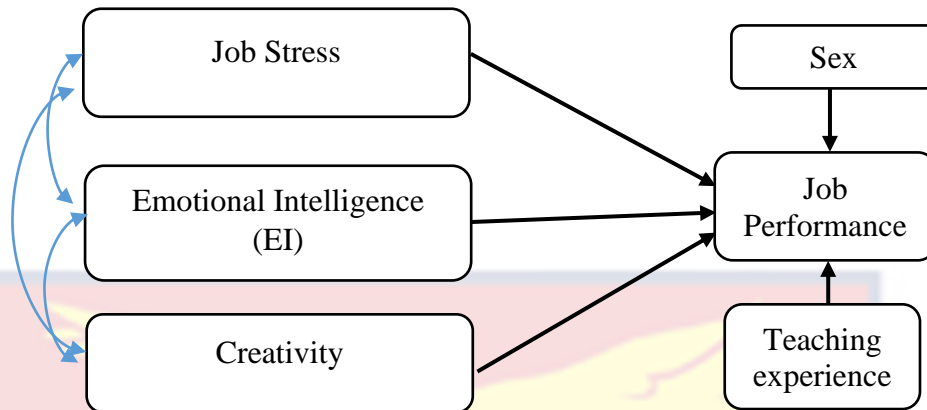 Job Stress
Sex
Emotional Intelligence
(EI)
Job
Performance
Creativity
Teaching
experience